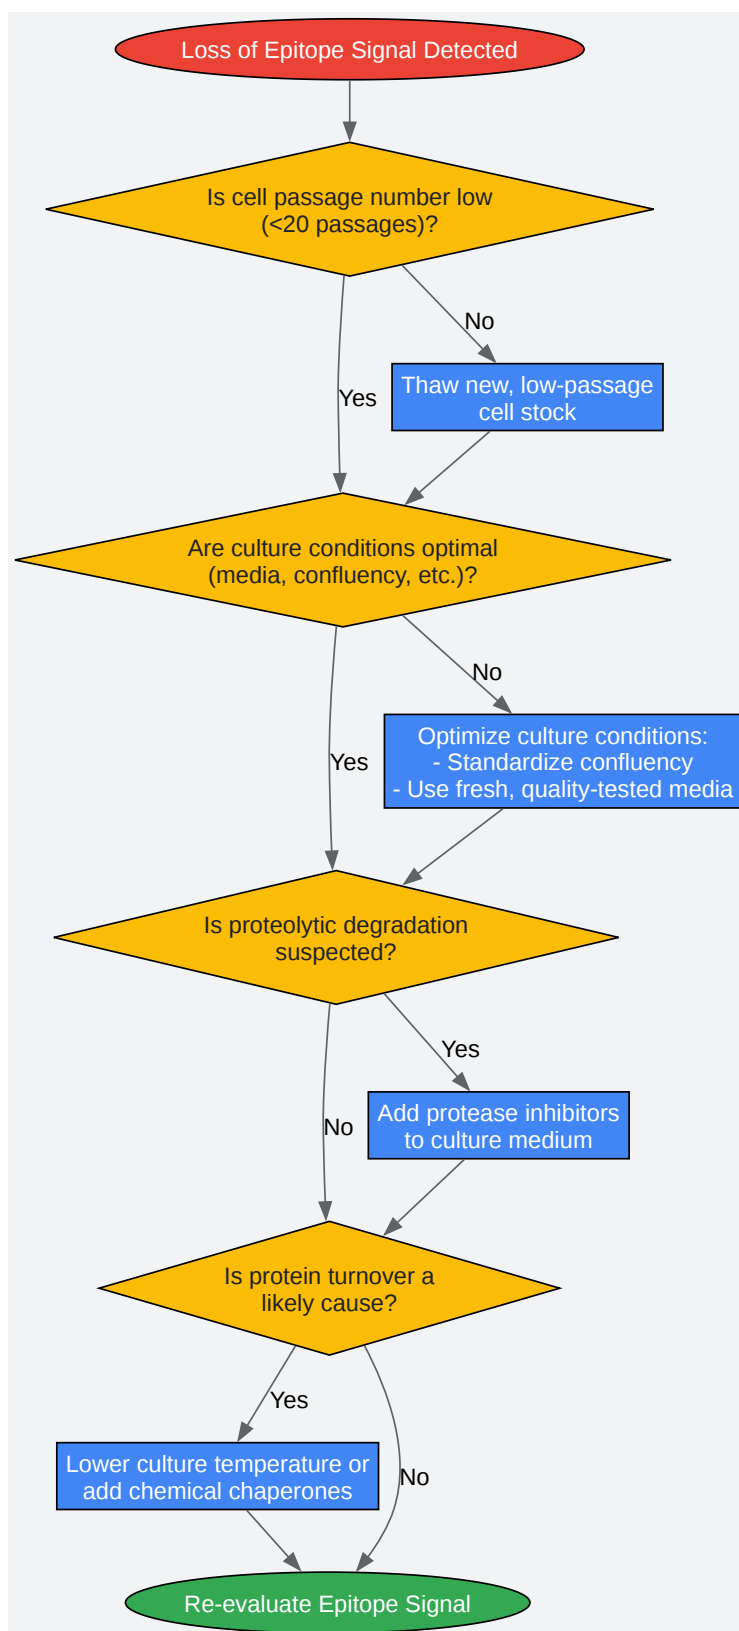 Loss of Epitope Signal Detected
Is cell passage number low
(<20 passages)?
No
Thaw new, low-passage
cell stock
Yes
Are culture conditions optimal
(media, confluency, etc.)?
No
Optimize culture conditions:
- Standardize confluency
- Use fresh, quality-tested media
Yes
Is proteolytic degradation
suspected?
Yes
Add protease inhibitors
to culture medium
No
Is protein turnover a
likely cause?
Yes
Lower culture temperature or
add chemical chaperones
No
Re-evaluate Epitope Signal